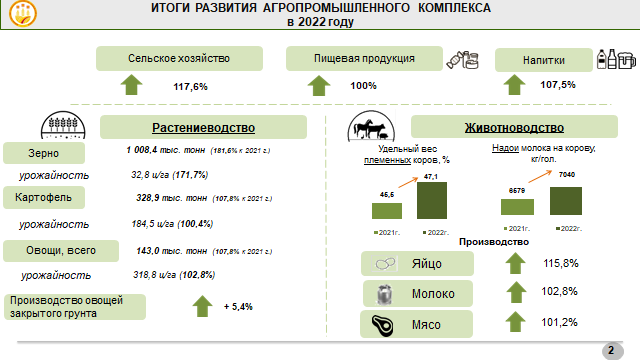 ИТОГИ РАЗВИТИЯ АГРОПРОМЫШЛЕННОГО КОМПЛЕКСА
в 2022 году
Сельское хозяйство
117,6%
Пищевая продукция
100%
Напитки
107,5%
Растениеводство
Зерно
1 008,4 тыс. тонн (181,6% к 2021 г.)
урожайность
32,8 ц/га (171,7%)
Картофель
328,9 тыс. тонн (107,8% к 2021 г.)
урожайность
184,5 ц/га (100,4%)
Овощи, всего
143,0 тыс. тонн (107,8% к 2021 г.)
урожайность
318,8 ц/га (102,8%)
Производство овощей
закрытого грунта
+ 5,4%
Животноводство
Удельный вес
племенных коров, %
46,6
47,1
2021г.
2022г.
Надои молока на корову,
кг/гол.
6579
7040
2021г.
2022г.
Производство
Яйцо
115,8%
Молоко
102,8%
Мясо
101,2%
2